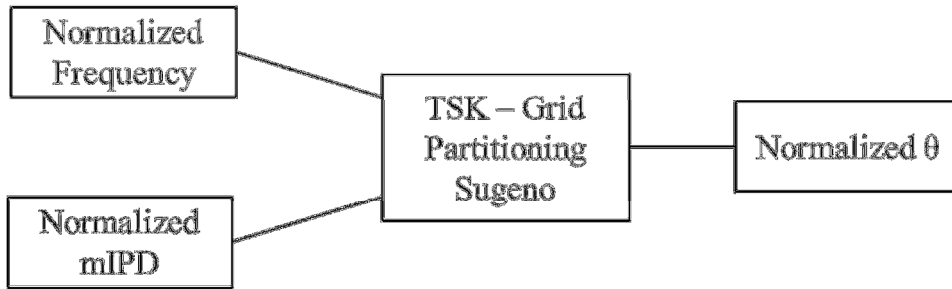 Normalized
Frequency
TSK – Grid
Partitioning
Sugeno
Normalized θ
Normalized
mIPD